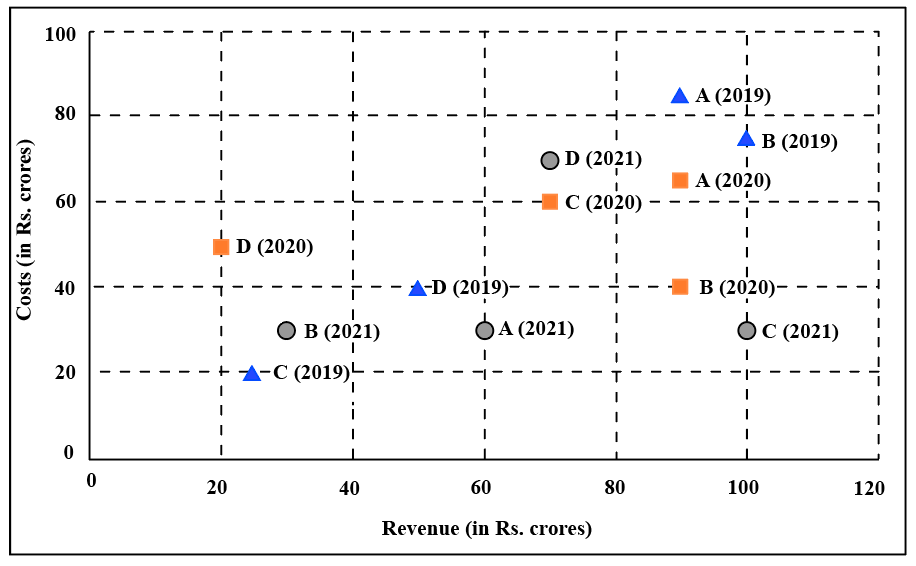 100
A (2019)
80
B (2019)
D (2021)
A (2020)
60
C (2020)
D (2020)
40
D (2019)
B (2020)
B (2021)
A (2021)
C (2021)
20
C (2019)
0
0
20
40
60
80
100
120
Costs (in Rs. crores)
Revenue (in Rs. crores)